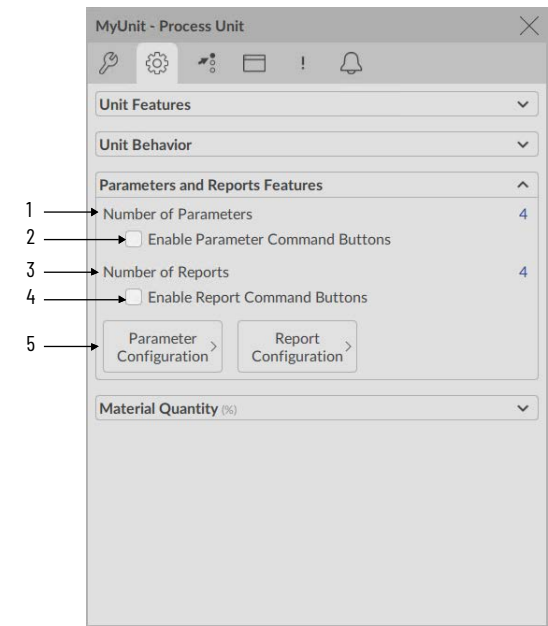 MyUnit - Process Unit
Unit Features
Unit Behavior
Parameters and Reports Features
1 Number of Parameters 4
2 Enable Parameter Command Buttons
3 Number of Reports 4
4 Enable Report Command Buttons
5 Parameter Configuration > Report Configuration >
Material Quantity (%)